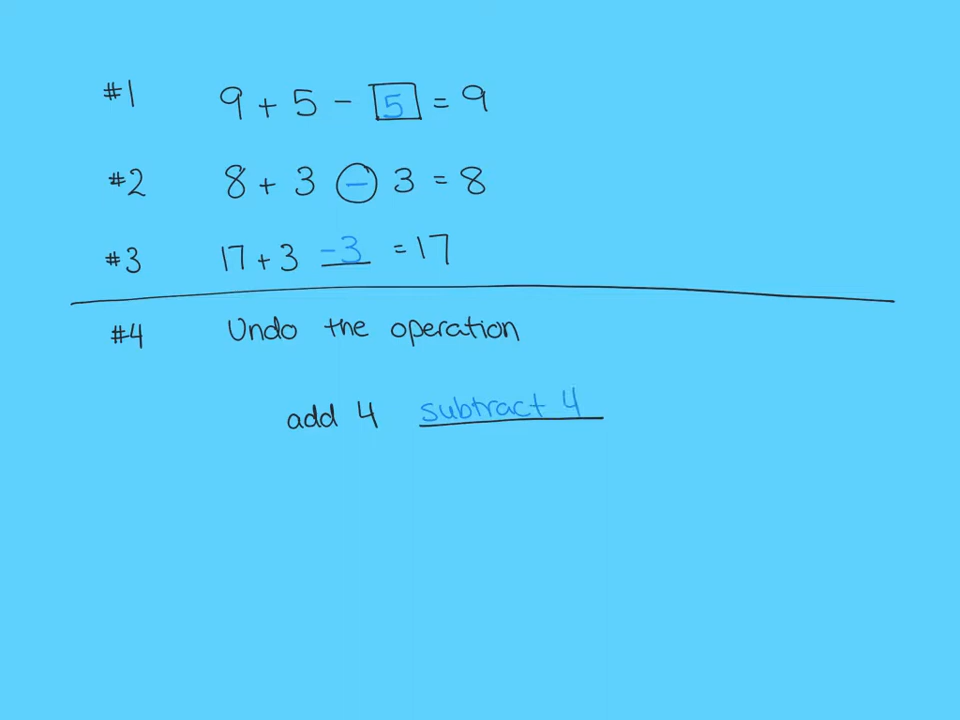 #1 9 + 5 - 5 = 9
#2 8 + 3 - 3 = 8
#3 17 + 3 -3 = 17
#4 Undo the operation
add 4 subtract 4